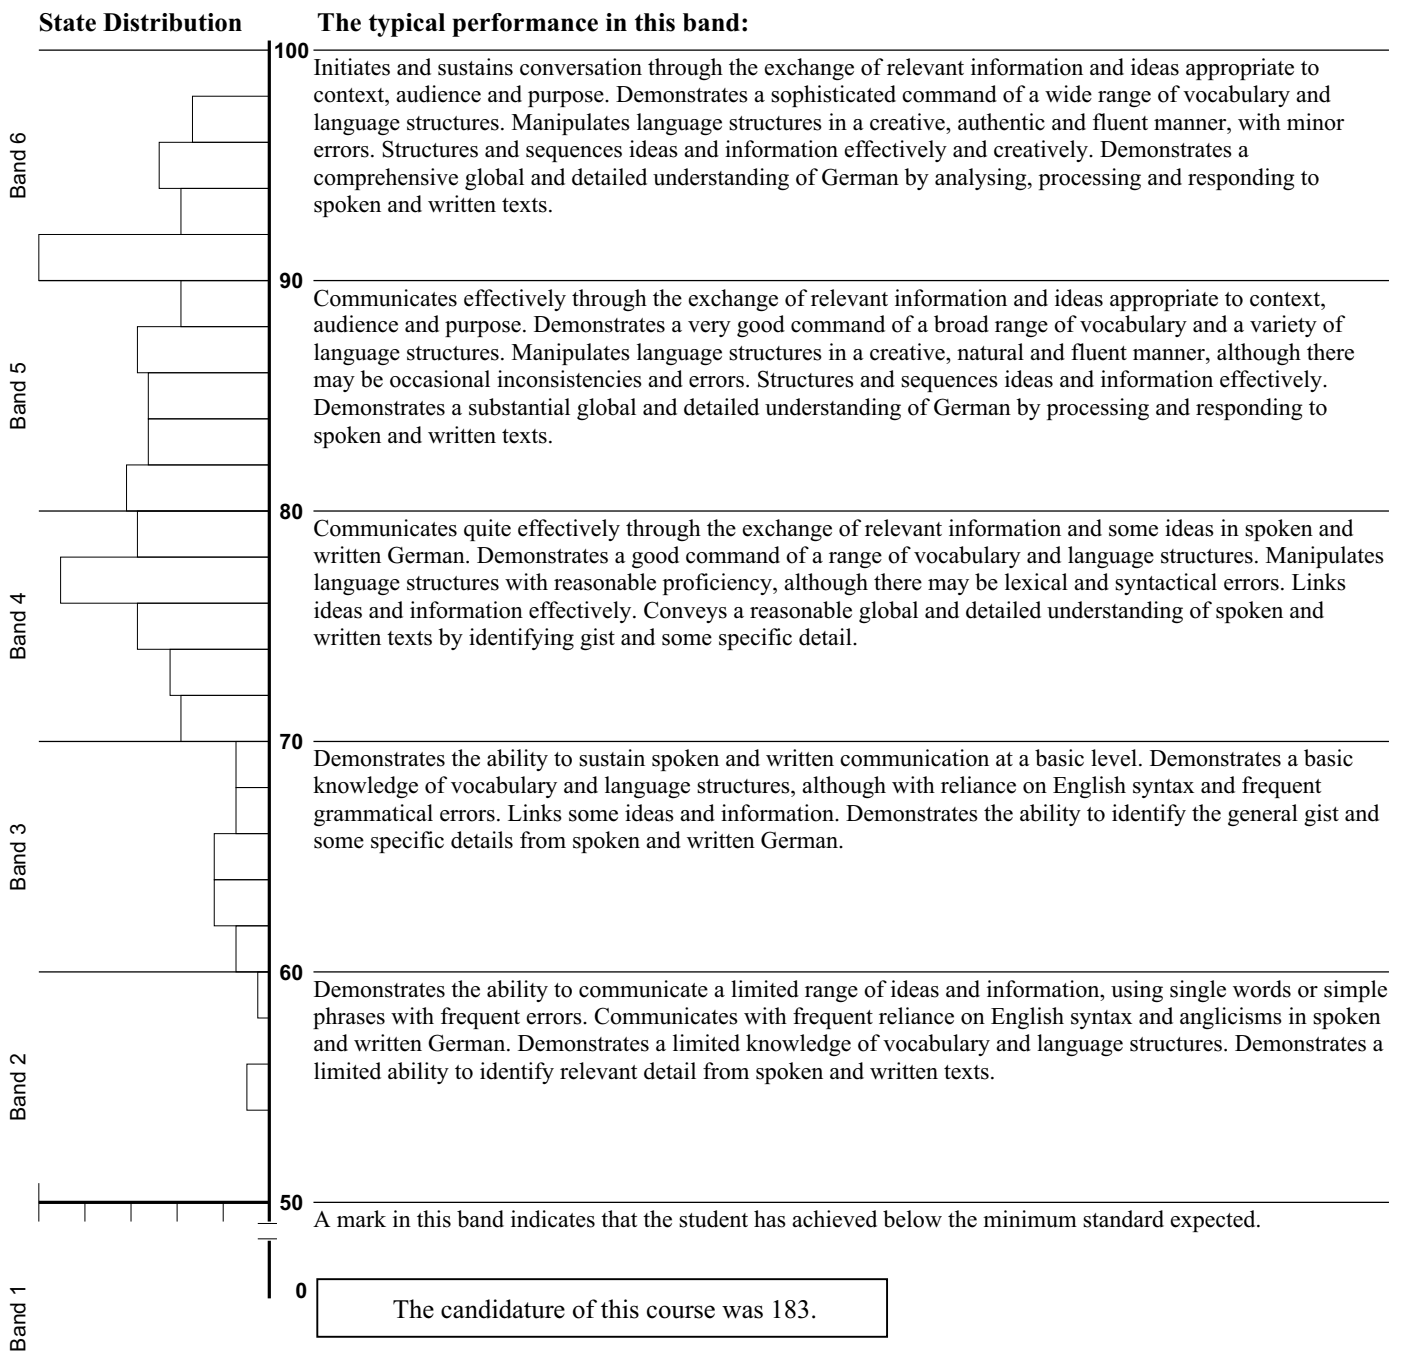 State Distribution
The typical performance in this band:
100
Initiates and sustains conversation through the exchange of relevant information and ideas appropriate to
context, audience and purpose. Demonstrates a sophisticated command of a wide range of vocabulary and
language structures. Manipulates language structures in a creative, authentic and fluent manner, with minor
errors. Structures and sequences ideas and information effectively and creatively. Demonstrates a
comprehensive global and detailed understanding of German by analysing, processing and responding to
spoken and written texts.
Band 6
90
Communicates effectively through the exchange of relevant information and ideas appropriate to context,
audience and purpose. Demonstrates a very good command of a broad range of vocabulary and a variety of
language structures. Manipulates language structures in a creative, natural and fluent manner, although there
may be occasional inconsistencies and errors. Structures and sequences ideas and information effectively.
Demonstrates a substantial global and detailed understanding of German by processing and responding to
spoken and written texts.
Band 5
80
Communicates quite effectively through the exchange of relevant information and some ideas in spoken and
written German. Demonstrates a good command of a range of vocabulary and language structures. Manipulates
language structures with reasonable proficiency, although there may be lexical and syntactical errors. Links
ideas and information effectively. Conveys a reasonable global and detailed understanding of spoken and
written texts by identifying gist and some specific detail.
Band 4
70
Demonstrates the ability to sustain spoken and written communication at a basic level. Demonstrates a basic
knowledge of vocabulary and language structures, although with reliance on English syntax and frequent
grammatical errors. Links some ideas and information. Demonstrates the ability to identify the general gist and
some specific details from spoken and written German.
Band 3
60
Demonstrates the ability to communicate a limited range of ideas and information, using single words or simple
phrases with frequent errors. Communicates with frequent reliance on English syntax and anglicisms in spoken
and written German. Demonstrates a limited knowledge of vocabulary and language structures. Demonstrates a
limited ability to identify relevant detail from spoken and written texts.
Band 2
50
A mark in this band indicates that the student has achieved below the minimum standard expected.
0
Band 1
The candidature of this course was 183.